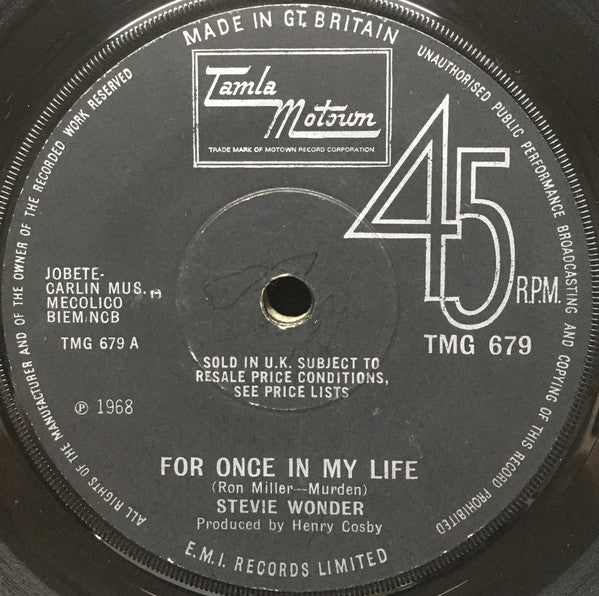 MADE IN GT. BRITAIN
UNAUTHORISED PUBLIC PERFORMANCE BROADCASTING AND COPYING OF THIS RECORD PROHIBITED
ALL RIGHTS OF THE MANUFACTURER AND OF THE OWNER OF THE RECORDED WORK RESERVED
Tamla
Motown
TRADE MARK OF MOTOWN RECORD CORPORATION
45
R.P.M.
TMG 679
JOBETE-
CARLIN MUS.
MECOLICO
BIEM/NCB
TMG 679 A
SOLD IN U.K. SUBJECT TO
RESALE PRICE CONDITIONS,
SEE PRICE LISTS
℗ 1968
FOR ONCE IN MY LIFE
(Ron Miller—Murden)
STEVIE WONDER
Produced by Henry Cosby
E.M.I. RECORDS LIMITED